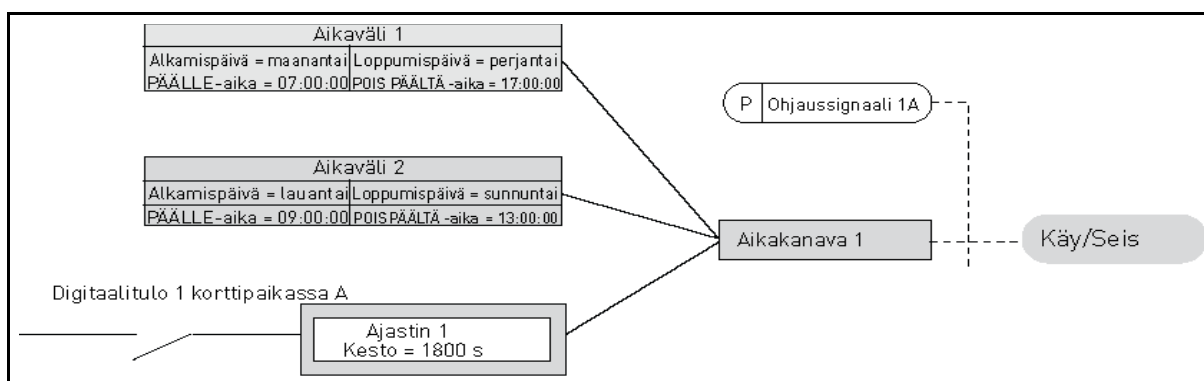 Aikaväli 1
Alkamispäivä = maanantai Loppumispäivä = perjantai
PÄÄLLE-aika = 07:00:00 POIS PÄÄLTÄ -aika = 17:00:00
P Ohjaussignaali 1A
Aikaväli 2
Alkamispäivä = lauantai Loppumispäivä = sunnuntai
PÄÄLLE-aika = 09:00:00 POIS PÄÄLTÄ -aika = 13:00:00
Aikakanava 1
Käy/Seis
Digitaalitulo 1 korttipaikassa A
Ajastin 1
Kesto = 1800 s